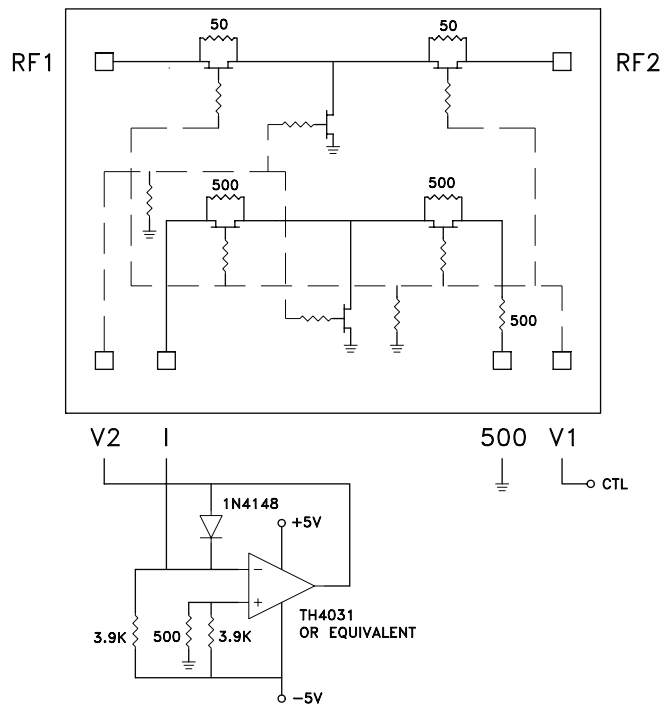 50 50
RF1 RF2
500 500
500
V2 I 500 V1
CTL
1N4148
+5V
−
+
TH4031
OR EQUIVALENT
3.9K 500 3.9K
−5V